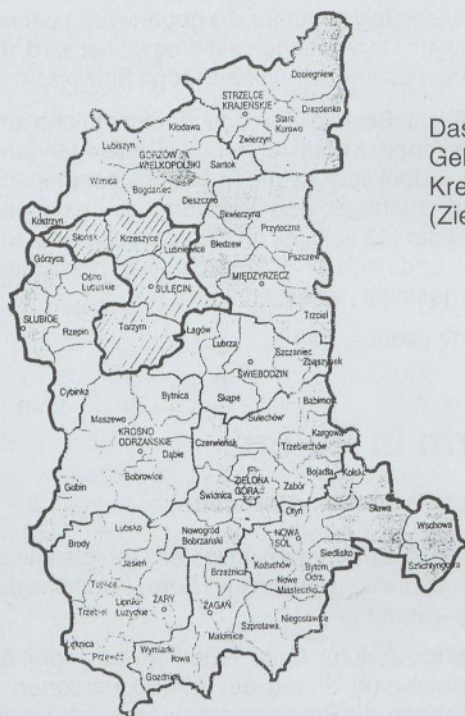 Dobiegniew
STRZELCE
KRAJEŃSKIE
Drezdenko
Stare
Kurowo
Zwierzyn
Kłodawa
Lubiszyn
GORZÓW
WIELKOPOLSKI
Santok
Witnica
Bogdaniec
Deszczno
Kostrzyn
Słońsk
Krzeszyce
Lubniewice
Skwierzyna
Przytoczna
Bledzew
Pszczew
MIĘDZYRZECZ
Górzyca
Ośno
Lubuskie
SULĘCIN
SŁUBICE
Rzepin
Torzym
Trzciel
Łagów
Lubrza
Szczaniec
Zbąszynek
ŚWIEBODZIN
Cybinka
Bytnica
Skąpe
Babimost
Maszewo
Sulechów
KROSNO
ODRZAŃSKIE
Czerwieńsk
Kargowa
Trzebiechów
Dąbie
Bojadła
Kolsko
ZIELONA
GÓRA
Zabór
Bobrowice
Gubin
Świdnica
Otyń
Sława
Wschowa
Nowogród
Bobrzański
NOWA
SÓL
Lubsko
Brody
Siedlisko
Szlichtyngowa
Jasień
Brzeźnica
Kożuchów
Bytom
Odrz.
Nowe
Miasteczko
Lipinki
Łużyckie
ŻARY
ŻAGAŃ
Szprotawa
Niegosławice
Małomice
Łęknica
Wymiarki
Iłowa
Gozdnica
Das
Gel
Kre
(Zie